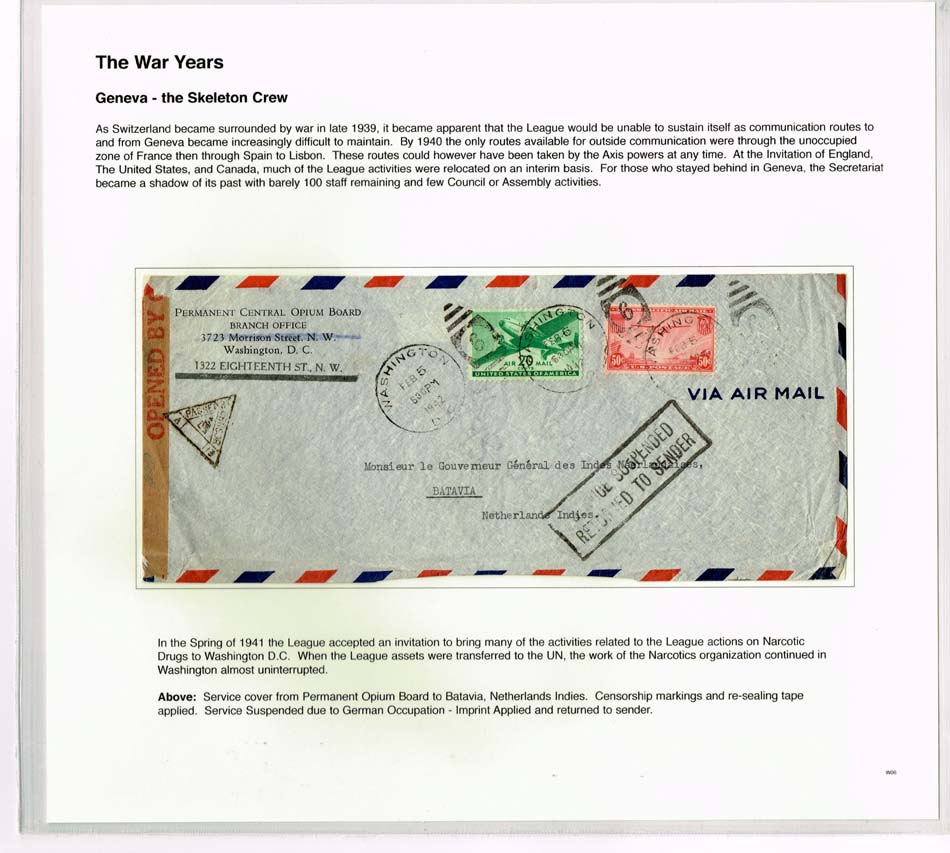 The War Years
Geneva - the Skeleton Crew
As Switzerland became surrounded by war in late 1939, it became apparent that the League would be unable to sustain itself as communication routes to
and from Geneva became increasingly difficult to maintain. By 1940 the only routes available for outside communication were through the unoccupied
zone of France then through Spain to Lisbon. These routes could however have been taken by the Axis powers at any time. At the Invitation of England,
The United States, and Canada, much of the League activities were relocated on an interim basis. For those who stayed behind in Geneva, the Secretariat
became a shadow of its past with barely 100 staff remaining and few Council or Assembly activities.
OPENED BY
PERMANENT CENTRAL OPIUM BOARD
BRANCH OFFICE
3723 Morrison Street, N. W.
Washington, D. C.
1322 EIGHTEENTH ST., N. W.
WASHINGTON
FEB 5
630PM
1942
D.C.
20
AIR MAIL
UNITED STATES OF AMERICA
WASHINGTON
50¢
WASHINGTON
FEB 5
VIA AIR MAIL
PASSED
Monsieur le Gouverneur Général des Indes Néerlandaises,
BATAVIA
Netherlands Indies.
SUSPENDED
RETURNED TO SENDER
In the Spring of 1941 the League accepted an invitation to bring many of the activities related to the League actions on Narcotic
Drugs to Washington D.C. When the League assets were transferred to the UN, the work of the Narcotics organization continued in
Washington almost uninterrupted.
Above: Service cover from Permanent Opium Board to Batavia, Netherlands Indies. Censorship markings and re-sealing tape
applied. Service Suspended due to German Occupation - Imprint Applied and returned to sender.